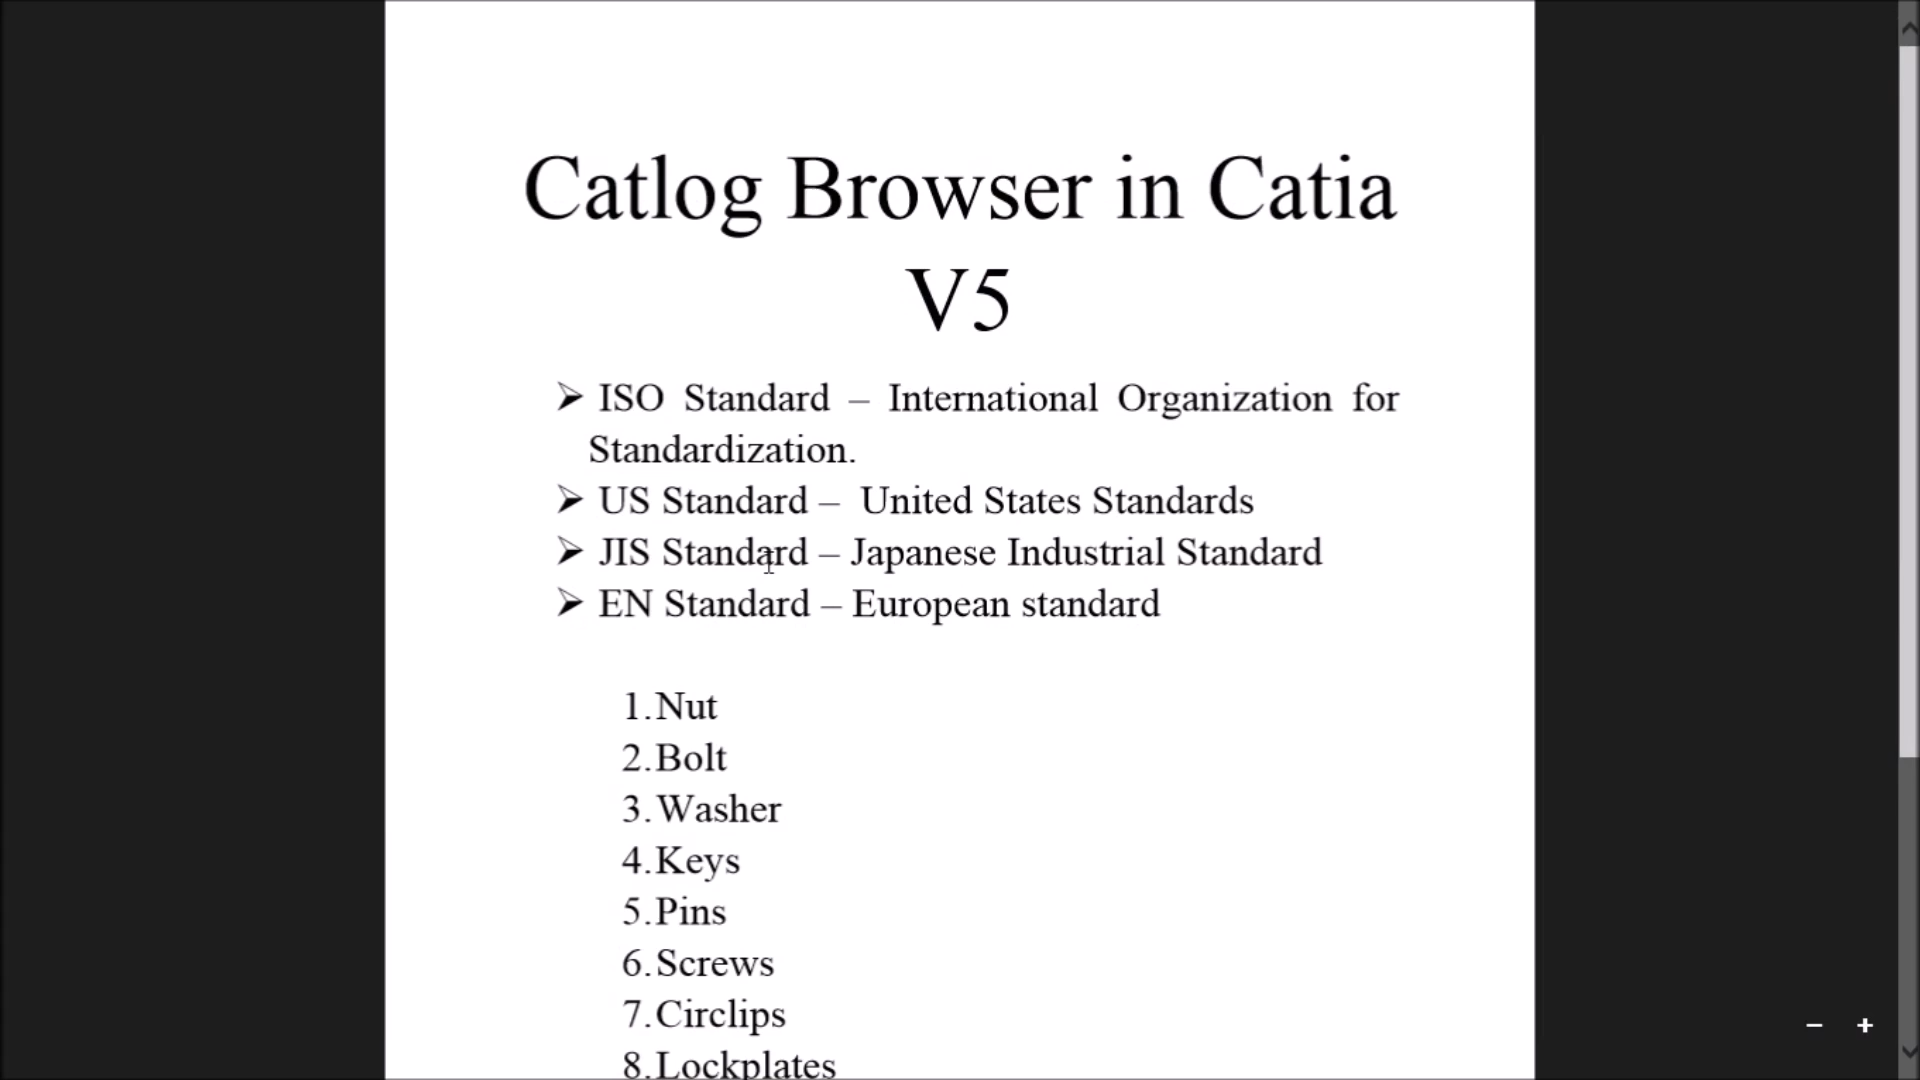 Catlog Browser in Catia
V5
➢ ISO Standard – International Organization for
Standardization.
➢ US Standard – United States Standards
➢ JIS Standard – Japanese Industrial Standard
➢ EN Standard – European standard
1.Nut
2.Bolt
3.Washer
4.Keys
5.Pins
6.Screws
7.Circlips
8.Lockplates